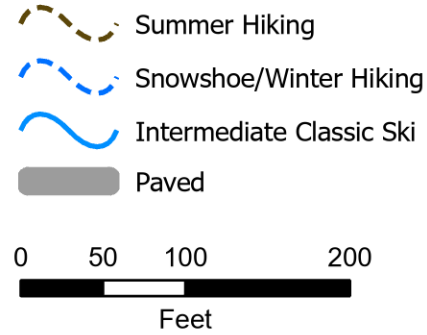 Summer Hiking
Snowshoe/Winter Hiking
Intermediate Classic Ski
Paved
0 50 100 200
Feet